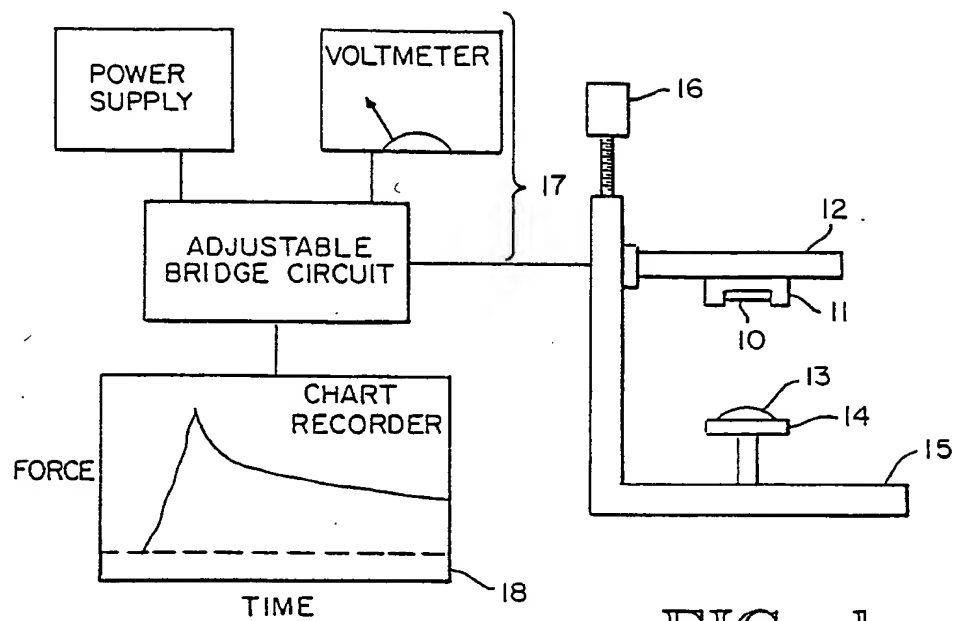 POWER
SUPPLY
VOLTMETER
17
16
ADJUSTABLE
BRIDGE CIRCUIT
12
11
10
13
14
15
CHART
RECORDER
FORCE
18
TIME